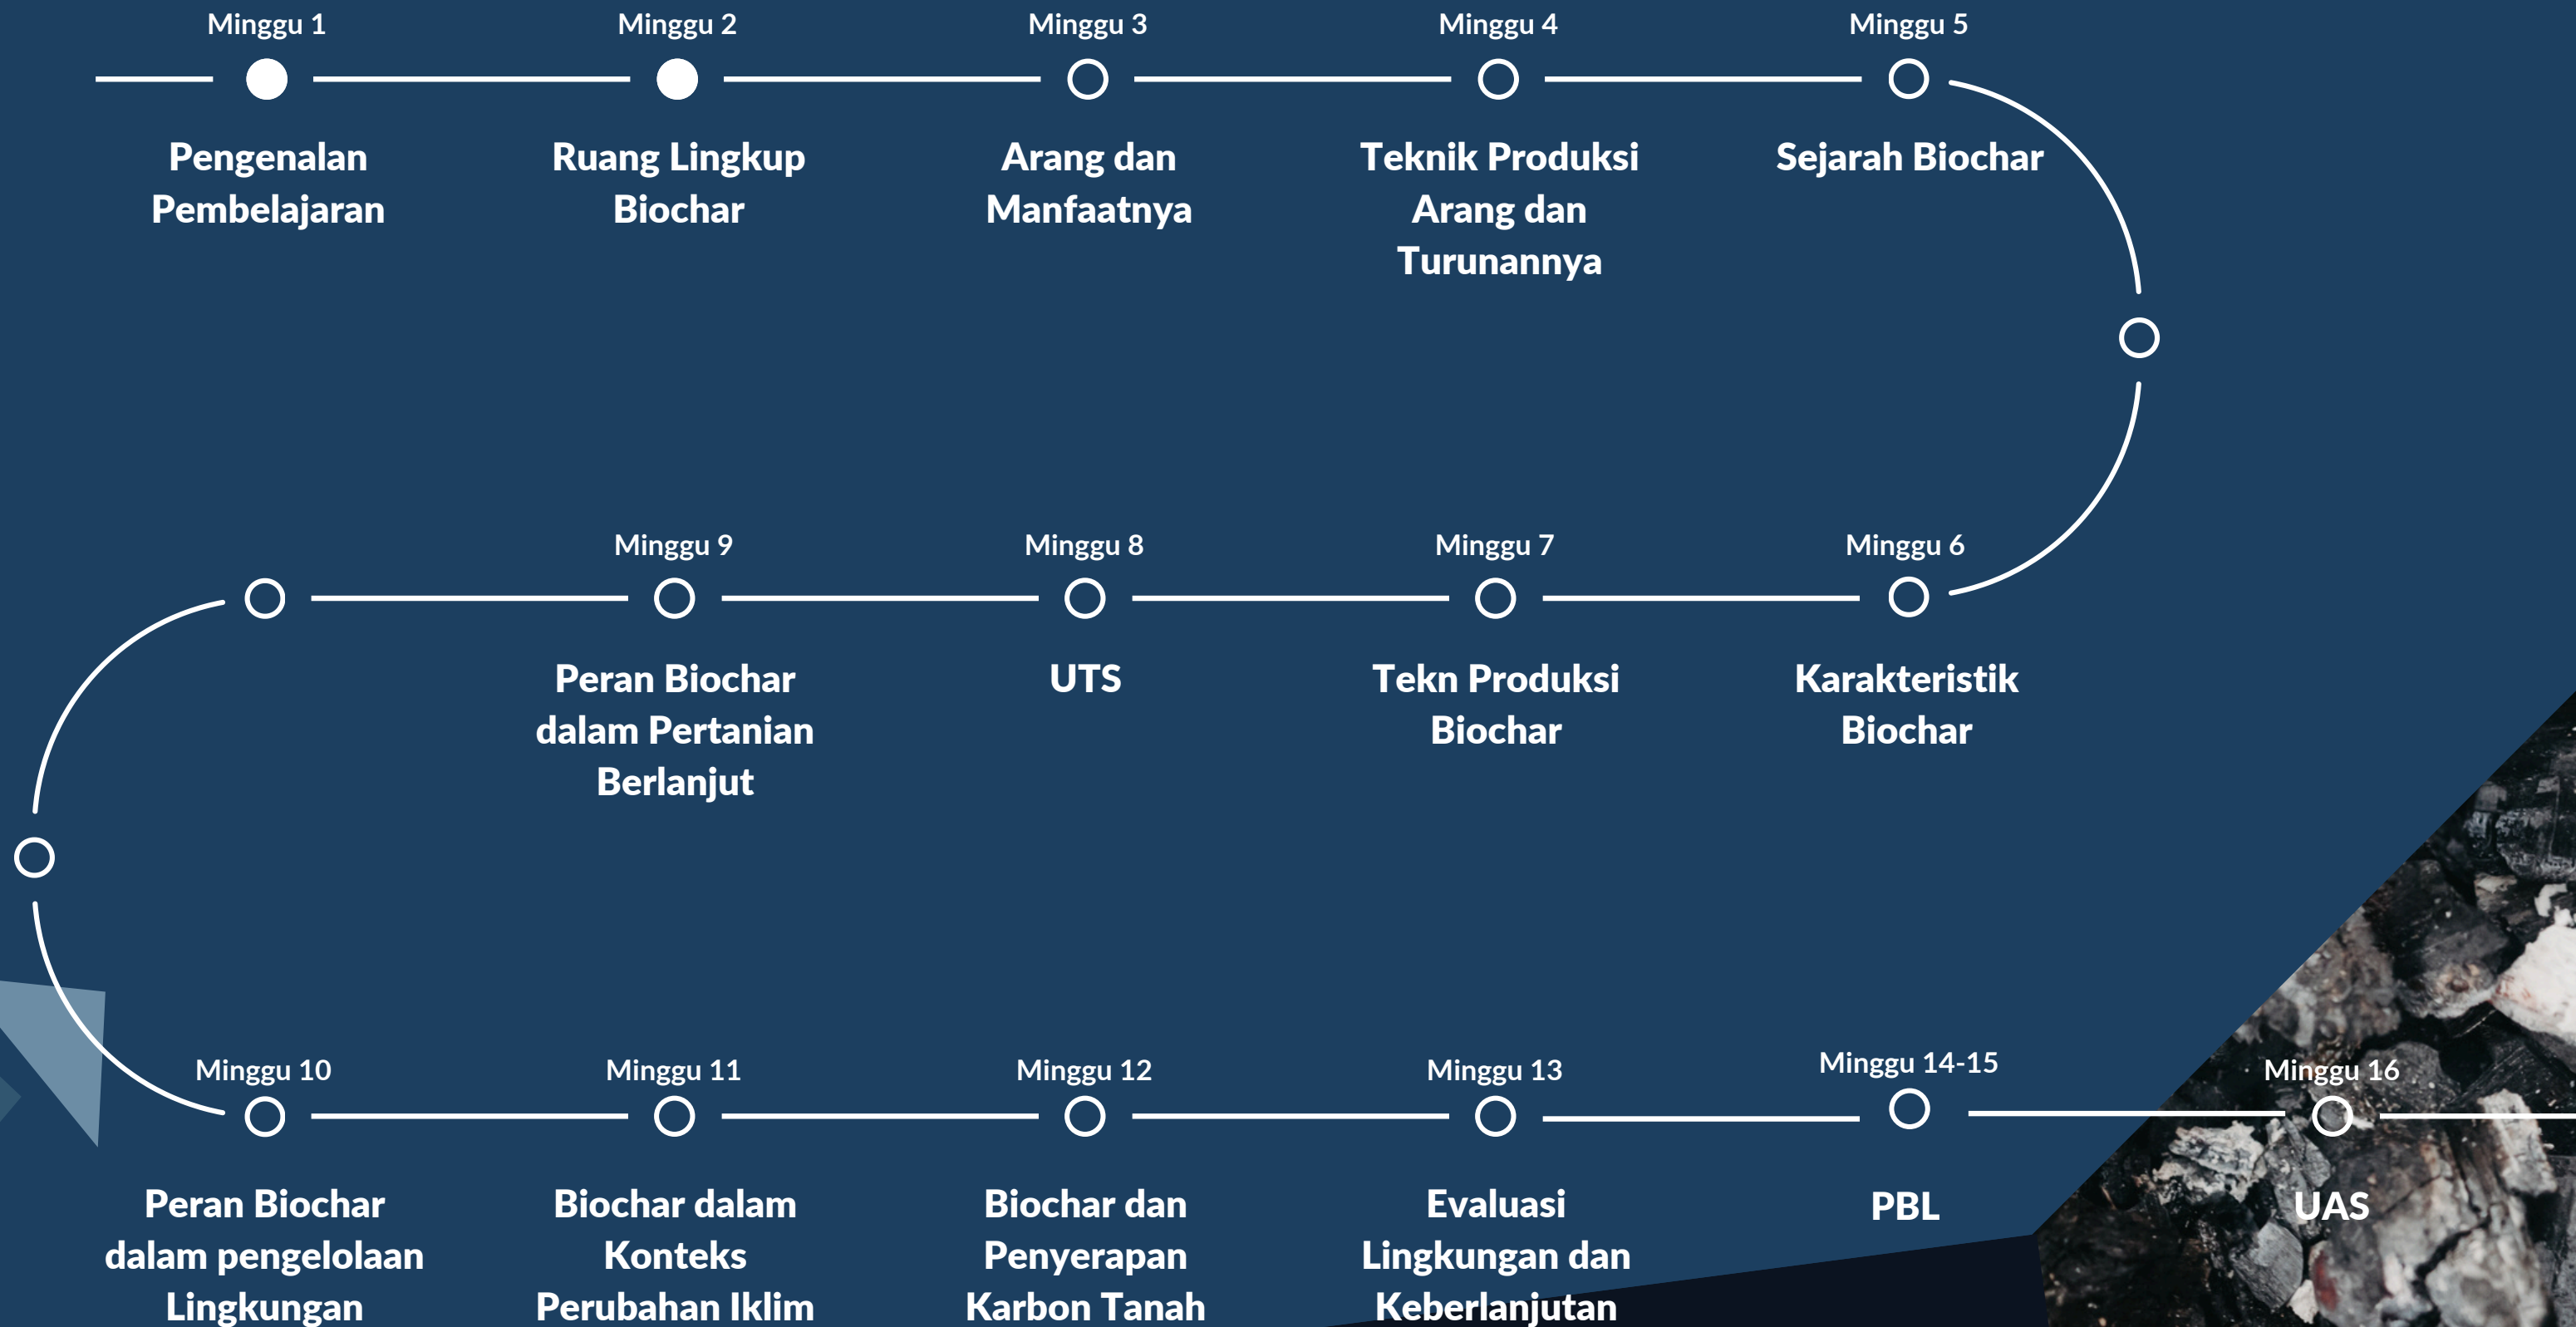 Minggu 1
Pengenalan
Pembelajaran
Minggu 2
Ruang Lingkup
Biochar
Minggu 3
Arang dan
Manfaatnya
Minggu 4
Teknik Produksi
Arang dan
Turunannya
Minggu 5
Sejarah Biochar
Minggu 6
Karakteristik
Biochar
Minggu 7
Tekn Produksi
Biochar
Minggu 8
UTS
Minggu 9
Peran Biochar
dalam Pertanian
Berlanjut
Minggu 10
Peran Biochar
dalam pengelolaan
Lingkungan
Minggu 11
Biochar dalam
Konteks
Perubahan Iklim
Minggu 12
Biochar dan
Penyerapan
Karbon Tanah
Minggu 13
Evaluasi
Lingkungan dan
Keberlanjutan
Minggu 14-15
PBL
Minggu 16
UAS